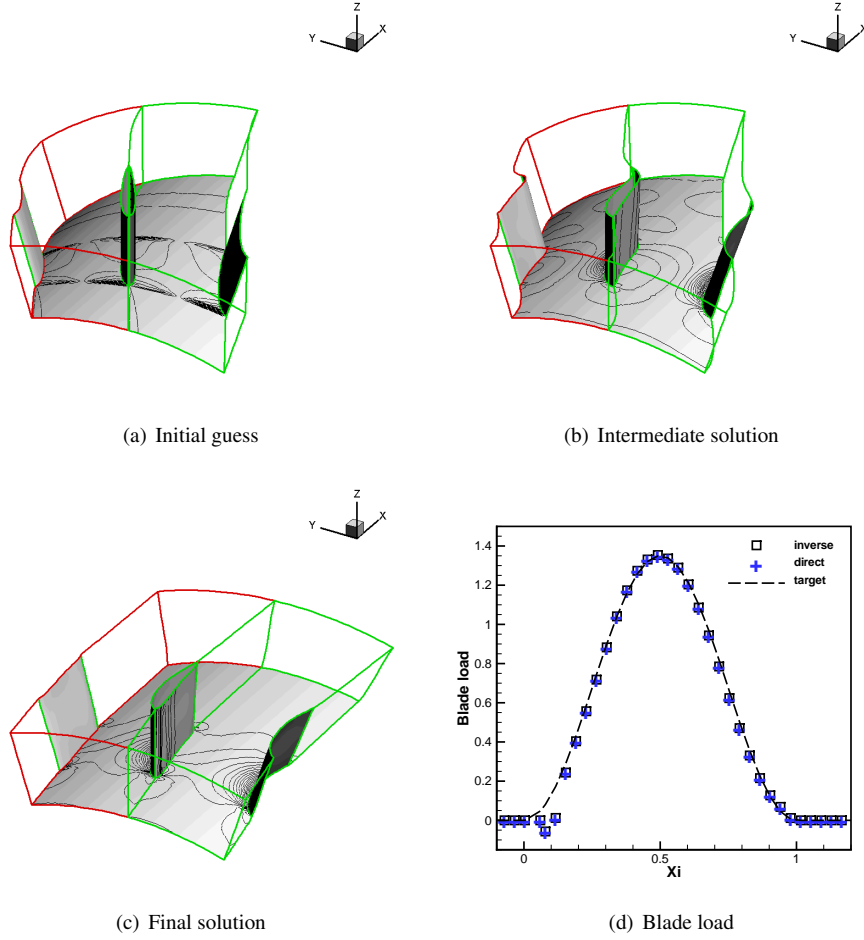 Z
Y X
Z
Y X
(a) Initial guess
(b) Intermediate solution
Z
Y X
1.4
1.2
1
0.8
0.6
0.4
0.2
0
Blade load
inverse
direct
target
0 0.5 1
Xi
(c) Final solution
(d) Blade load